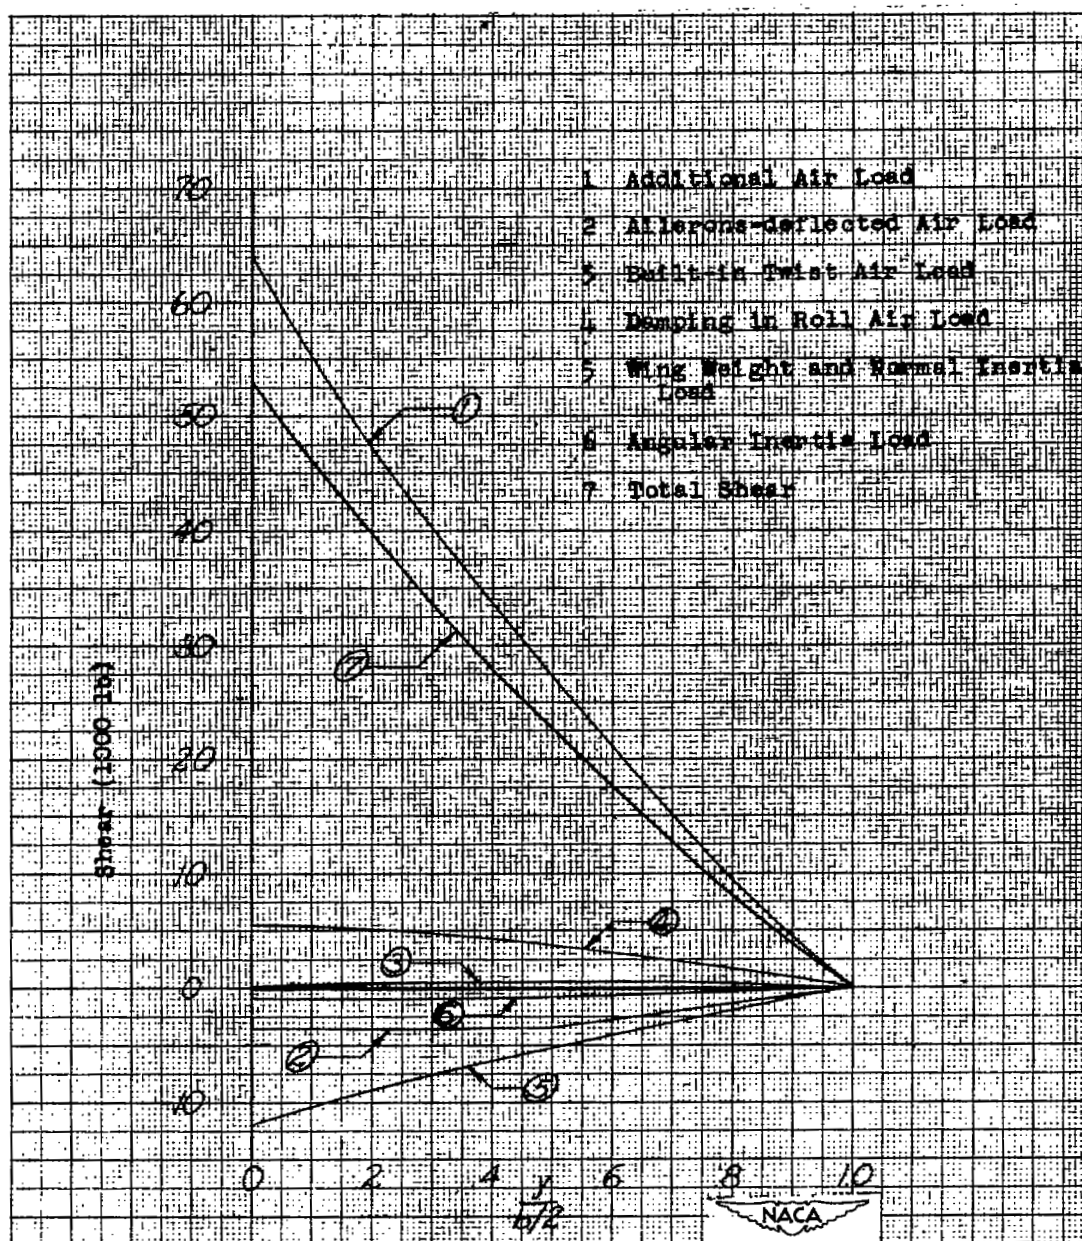 70
1 Additional Air Load
2 Ailerons-deflected Air Load
3 Built-in Twist Air Load
60
4 Damping in Roll Air Load
5 Wing Weight and Normal Inertia
Load
50
1
6 Angular Inertia Load
7 Total Shear
40
30
7
Shear (1000 lb)
20
10
4
3
0
6
2
5
-10
0 .2 .4 .6 .8 1.0
y
b/2
NACA